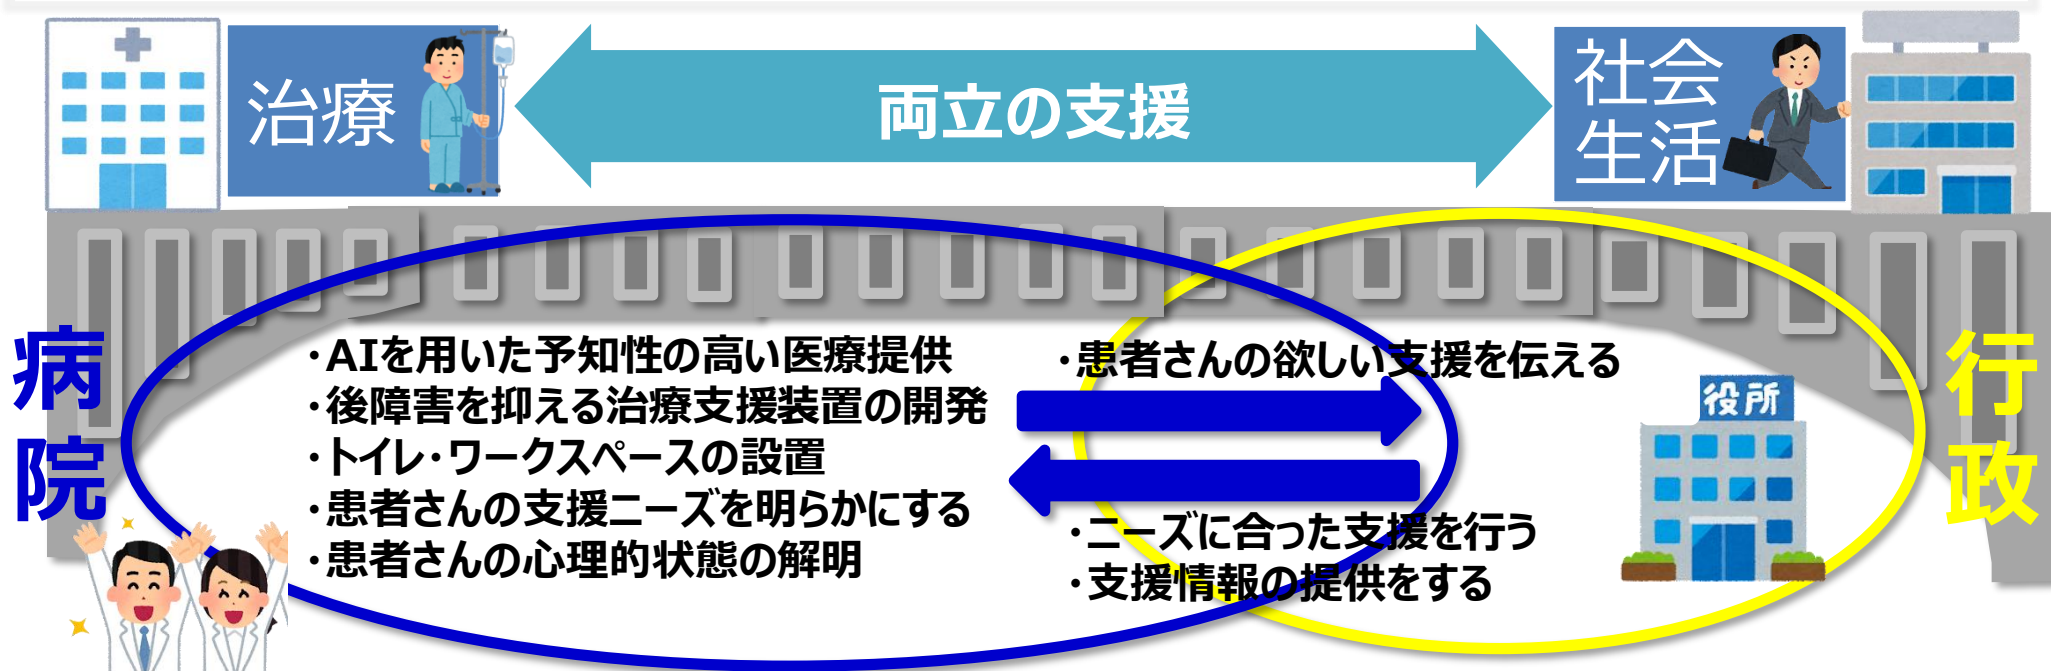 治療
両立の支援
社会
生活
病院
・AIを用いた予知性の高い医療提供
・後障害を抑える治療支援装置の開発
・トイレ・ワークスペースの設置
・患者さんの支援ニーズを明らかにする
・患者さんの心理的状態の解明
・患者さんの欲しい支援を伝える
・ニーズに合った支援を行う
・支援情報の提供をする
役所
行政